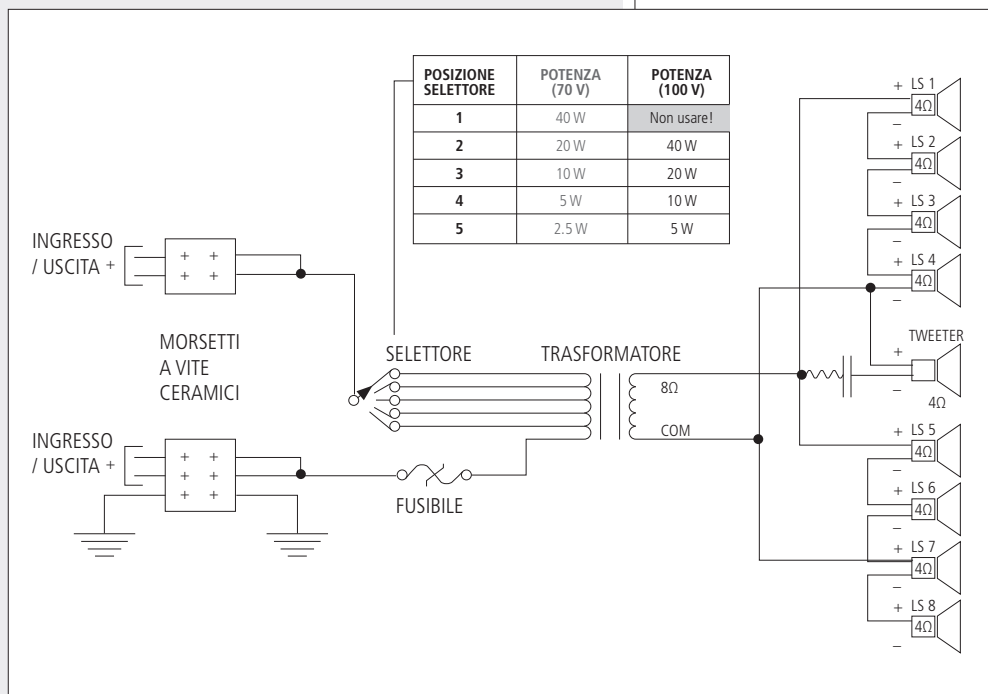 POSIZIONE SELETTORE POTENZA (70 V) POTENZA (100 V)
1 40 W Non usare!
2 20 W 40 W
3 10 W 20 W
4 5 W 10 W
5 2.5 W 5 W
INGRESSO
/ USCITA +
+ +
+ +
MORSETTI
A VITE
CERAMICI
INGRESSO
/ USCITA +
+ +
+ +
+ +
SELETTORE
FUSIBILE
TRASFORMATORE
8Ω
COM
+ LS 1
4Ω
–
+ LS 2
4Ω
–
+ LS 3
4Ω
–
+ LS 4
4Ω
–
TWEETER
+
–
4Ω
+ LS 5
4Ω
–
+ LS 6
4Ω
–
+ LS 7
4Ω
–
+ LS 8
4Ω
–